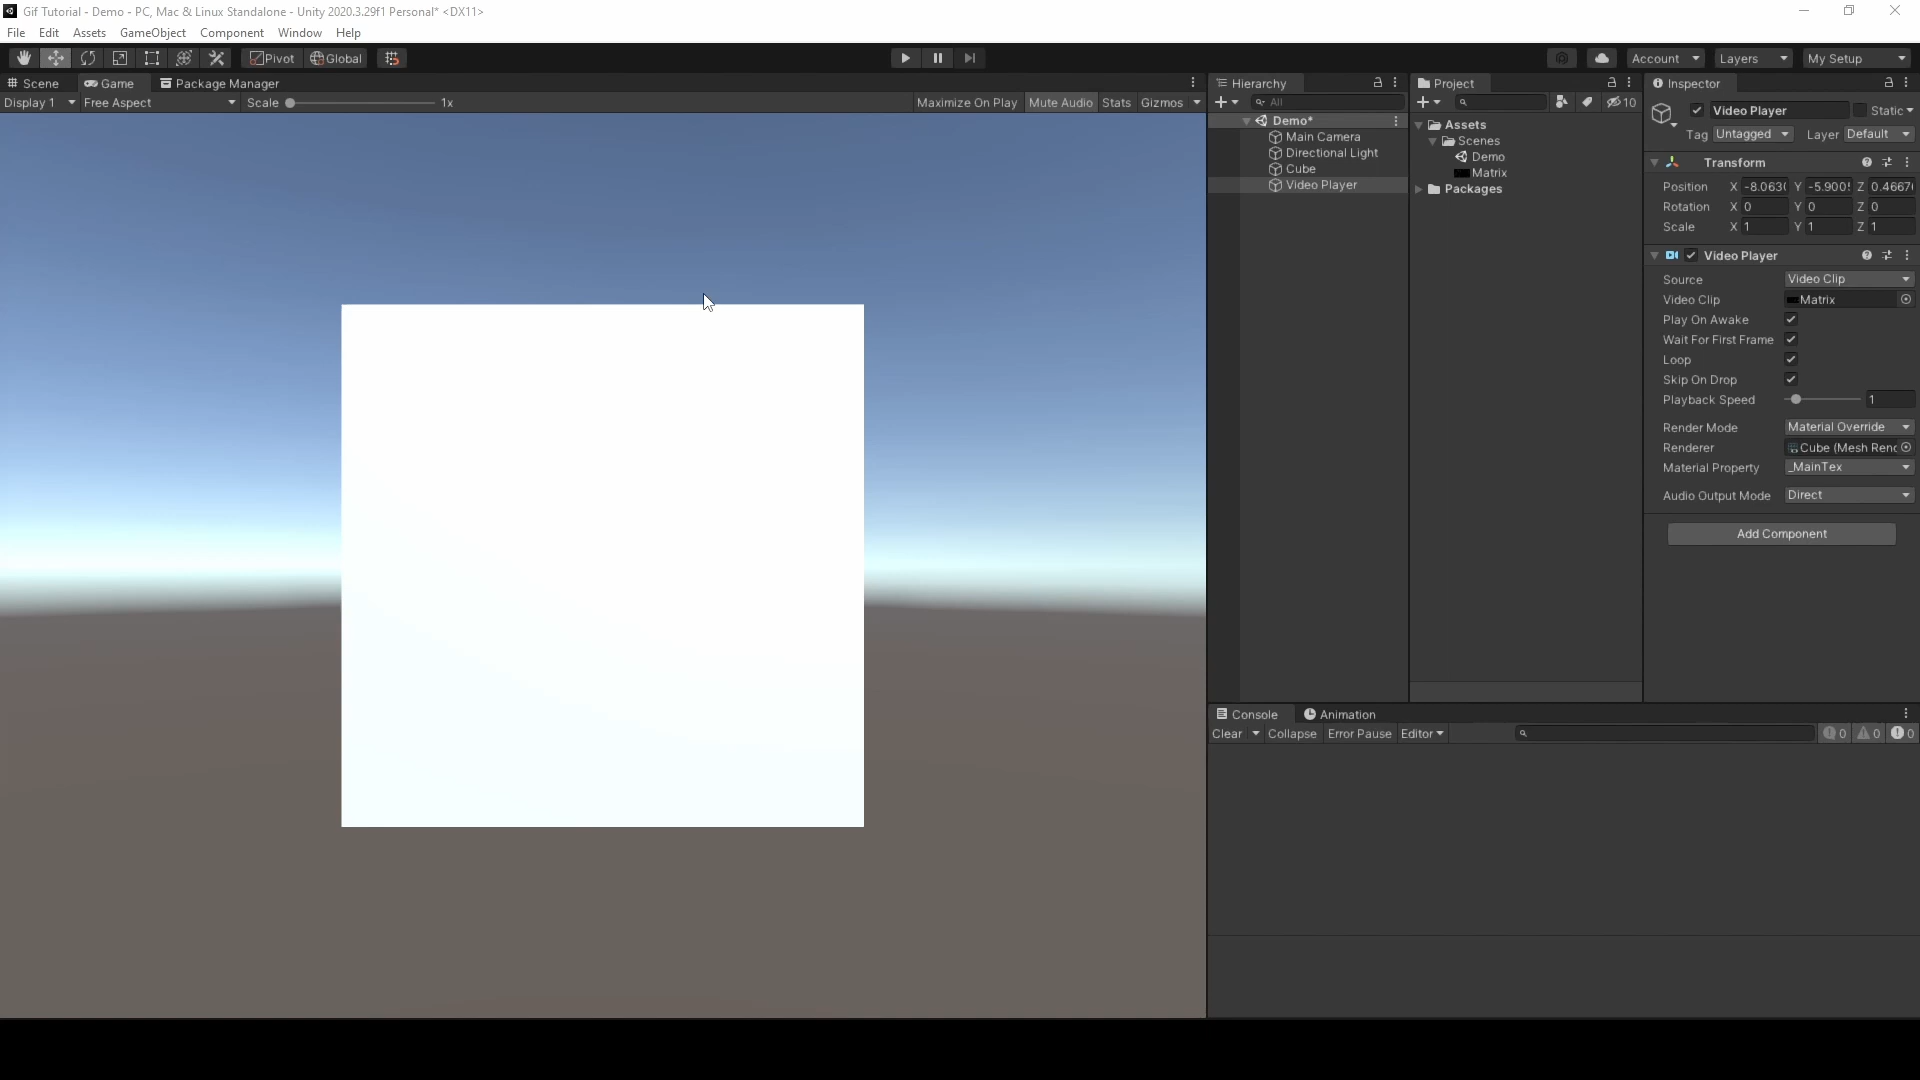 Gif Tutorial - Demo - PC, Mac & Linux Standalone - Unity 2020.3.29f1 Personal* <DX11>
File Edit Assets GameObject Component Window Help
Pivot Global Account Layers My Setup
Scene Game Package Manager
Display 1 Free Aspect Scale 1x Maximize On Play Mute Audio Stats Gizmos
Hierarchy
All
Demo*
Main Camera
Directional Light
Cube
Video Player
Project
10
Assets
Scenes
Demo
Matrix
Packages
Inspector
Video Player Static
Tag Untagged Layer Default
Transform
Position X -8.063 Y -5.900 Z 0.4667
Rotation X 0 Y 0 Z 0
Scale X 1 Y 1 Z 1
Video Player
Source Video Clip
Video Clip Matrix
Play On Awake
Wait For First Frame
Loop
Skip On Drop
Playback Speed 1
Render Mode Material Override
Renderer Cube (Mesh Rend
Material Property _MainTex
Audio Output Mode Direct
Add Component
Console Animation
Clear Collapse Error Pause Editor 0 0 0